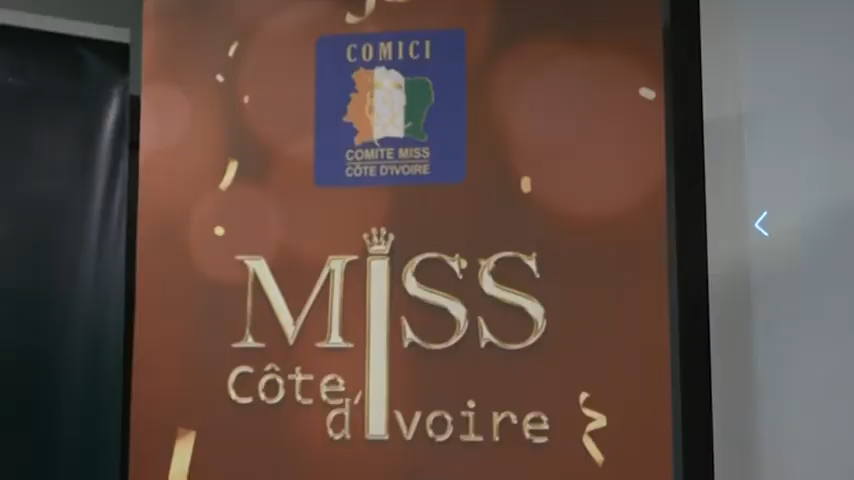 COMICI
COMITE MISS
CÔTE D'IVOIRE
MISS
Côte
d'Ivoire